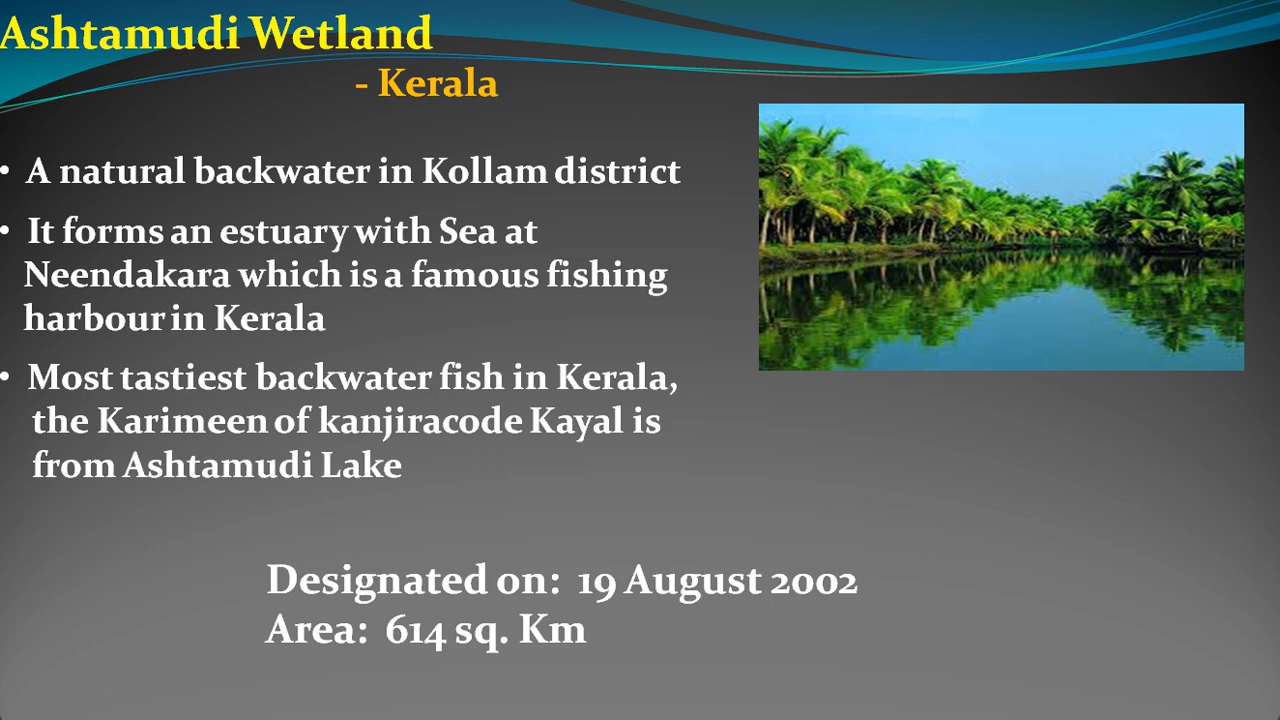 Ashtamudi Wetland
- Kerala
• A natural backwater in Kollam district
• It forms an estuary with Sea at
Neendakara which is a famous fishing
harbour in Kerala
• Most tastiest backwater fish in Kerala,
the Karimeen of kanjiracode Kayal is
from Ashtamudi Lake
Designated on: 19 August 2002
Area: 614 sq. Km